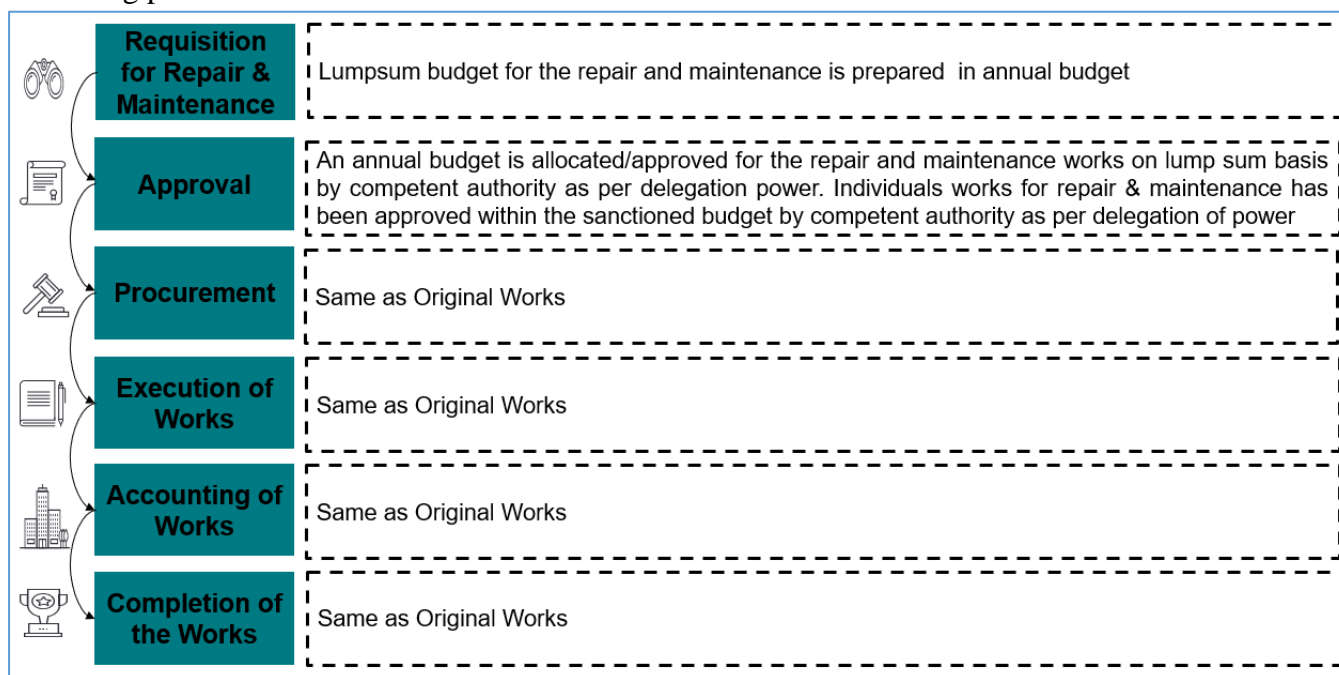 Requisition
for Repair &
Maintenance
Lumpsum budget for the repair and maintenance is prepared in annual budget
Approval
An annual budget is allocated/approved for the repair and maintenance works on lump sum basis
by competent authority as per delegation power. Individuals works for repair & maintenance has
been approved within the sanctioned budget by competent authority as per delegation of power
Procurement
Same as Original Works
Execution of
Works
Same as Original Works
Accounting of
Works
Same as Original Works
Completion of
the Works
Same as Original Works